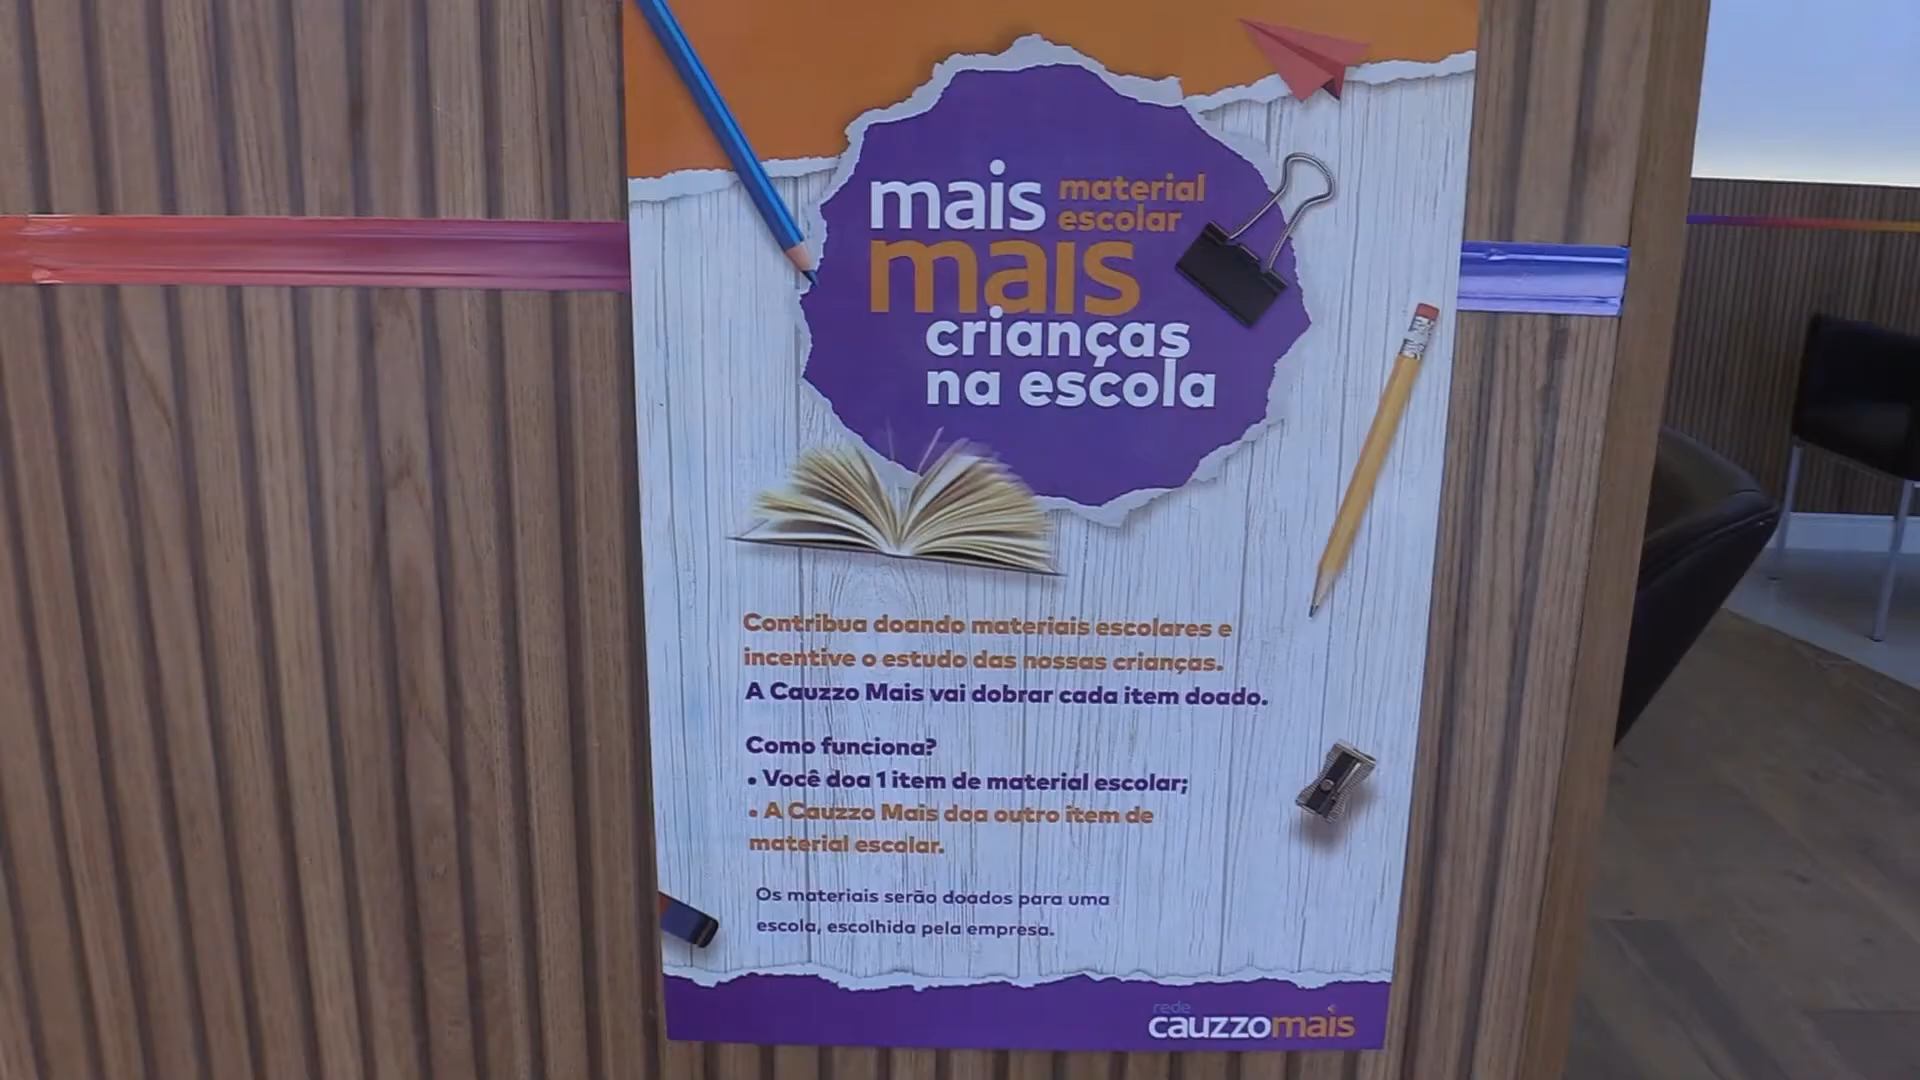 mais material
escolar
mais
crianças
na escola
Contribua doando materiais escolares e
incentive o estudo das nossas crianças.
A Cauzzo Mais vai dobrar cada item doado.
Como funciona?
• Você doa 1 item de material escolar;
• A Cauzzo Mais doa outro item de
material escolar.
Os materiais serão doados para uma
escola, escolhida pela empresa.
rede
cauzzomais